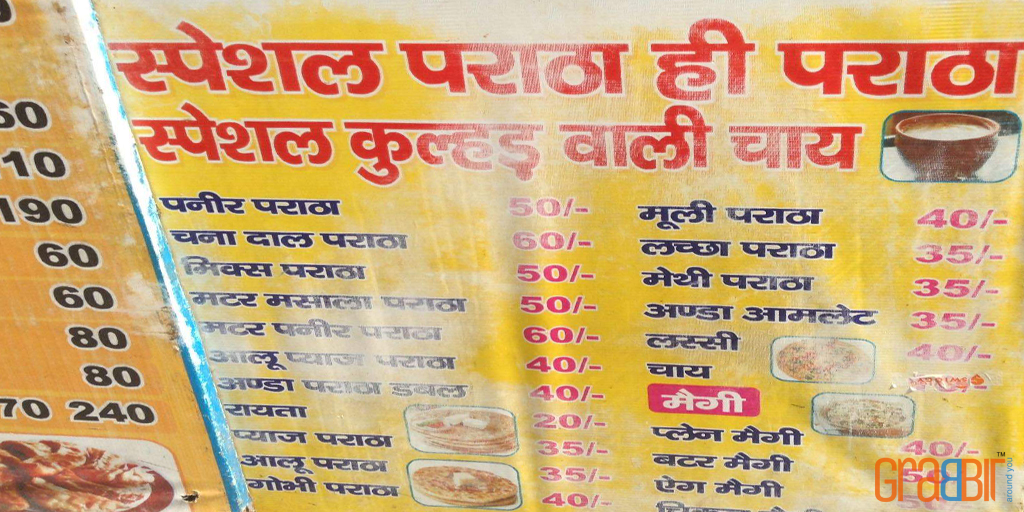 60
10
190
60
60
80
80
70 240
स्पेशल पराठा ही पराठा
स्पेशल कुल्हड़ वाली चाय
पनीर पराठा 50/-
चना दाल पराठा 60/-
मिक्स पराठा 50/-
मटर मसाला पराठा 50/-
मटर पनीर पराठा 60/-
आलू प्याज पराठा 40/-
अण्डा पराठा डबल 40/-
रायता 20/-
प्याज पराठा 35/-
आलू पराठा 35/-
गोभी पराठा 40/-
मूली पराठा 40/-
लच्छा पराठा 35/-
मेथी पराठा 35/-
अण्डा आमलेट 35/-
लस्सी 40/-
चाय
मैगी
प्लेन मैगी 40/-
बटर मैगी
ऐग मैगी
GRABBIT TM
around you